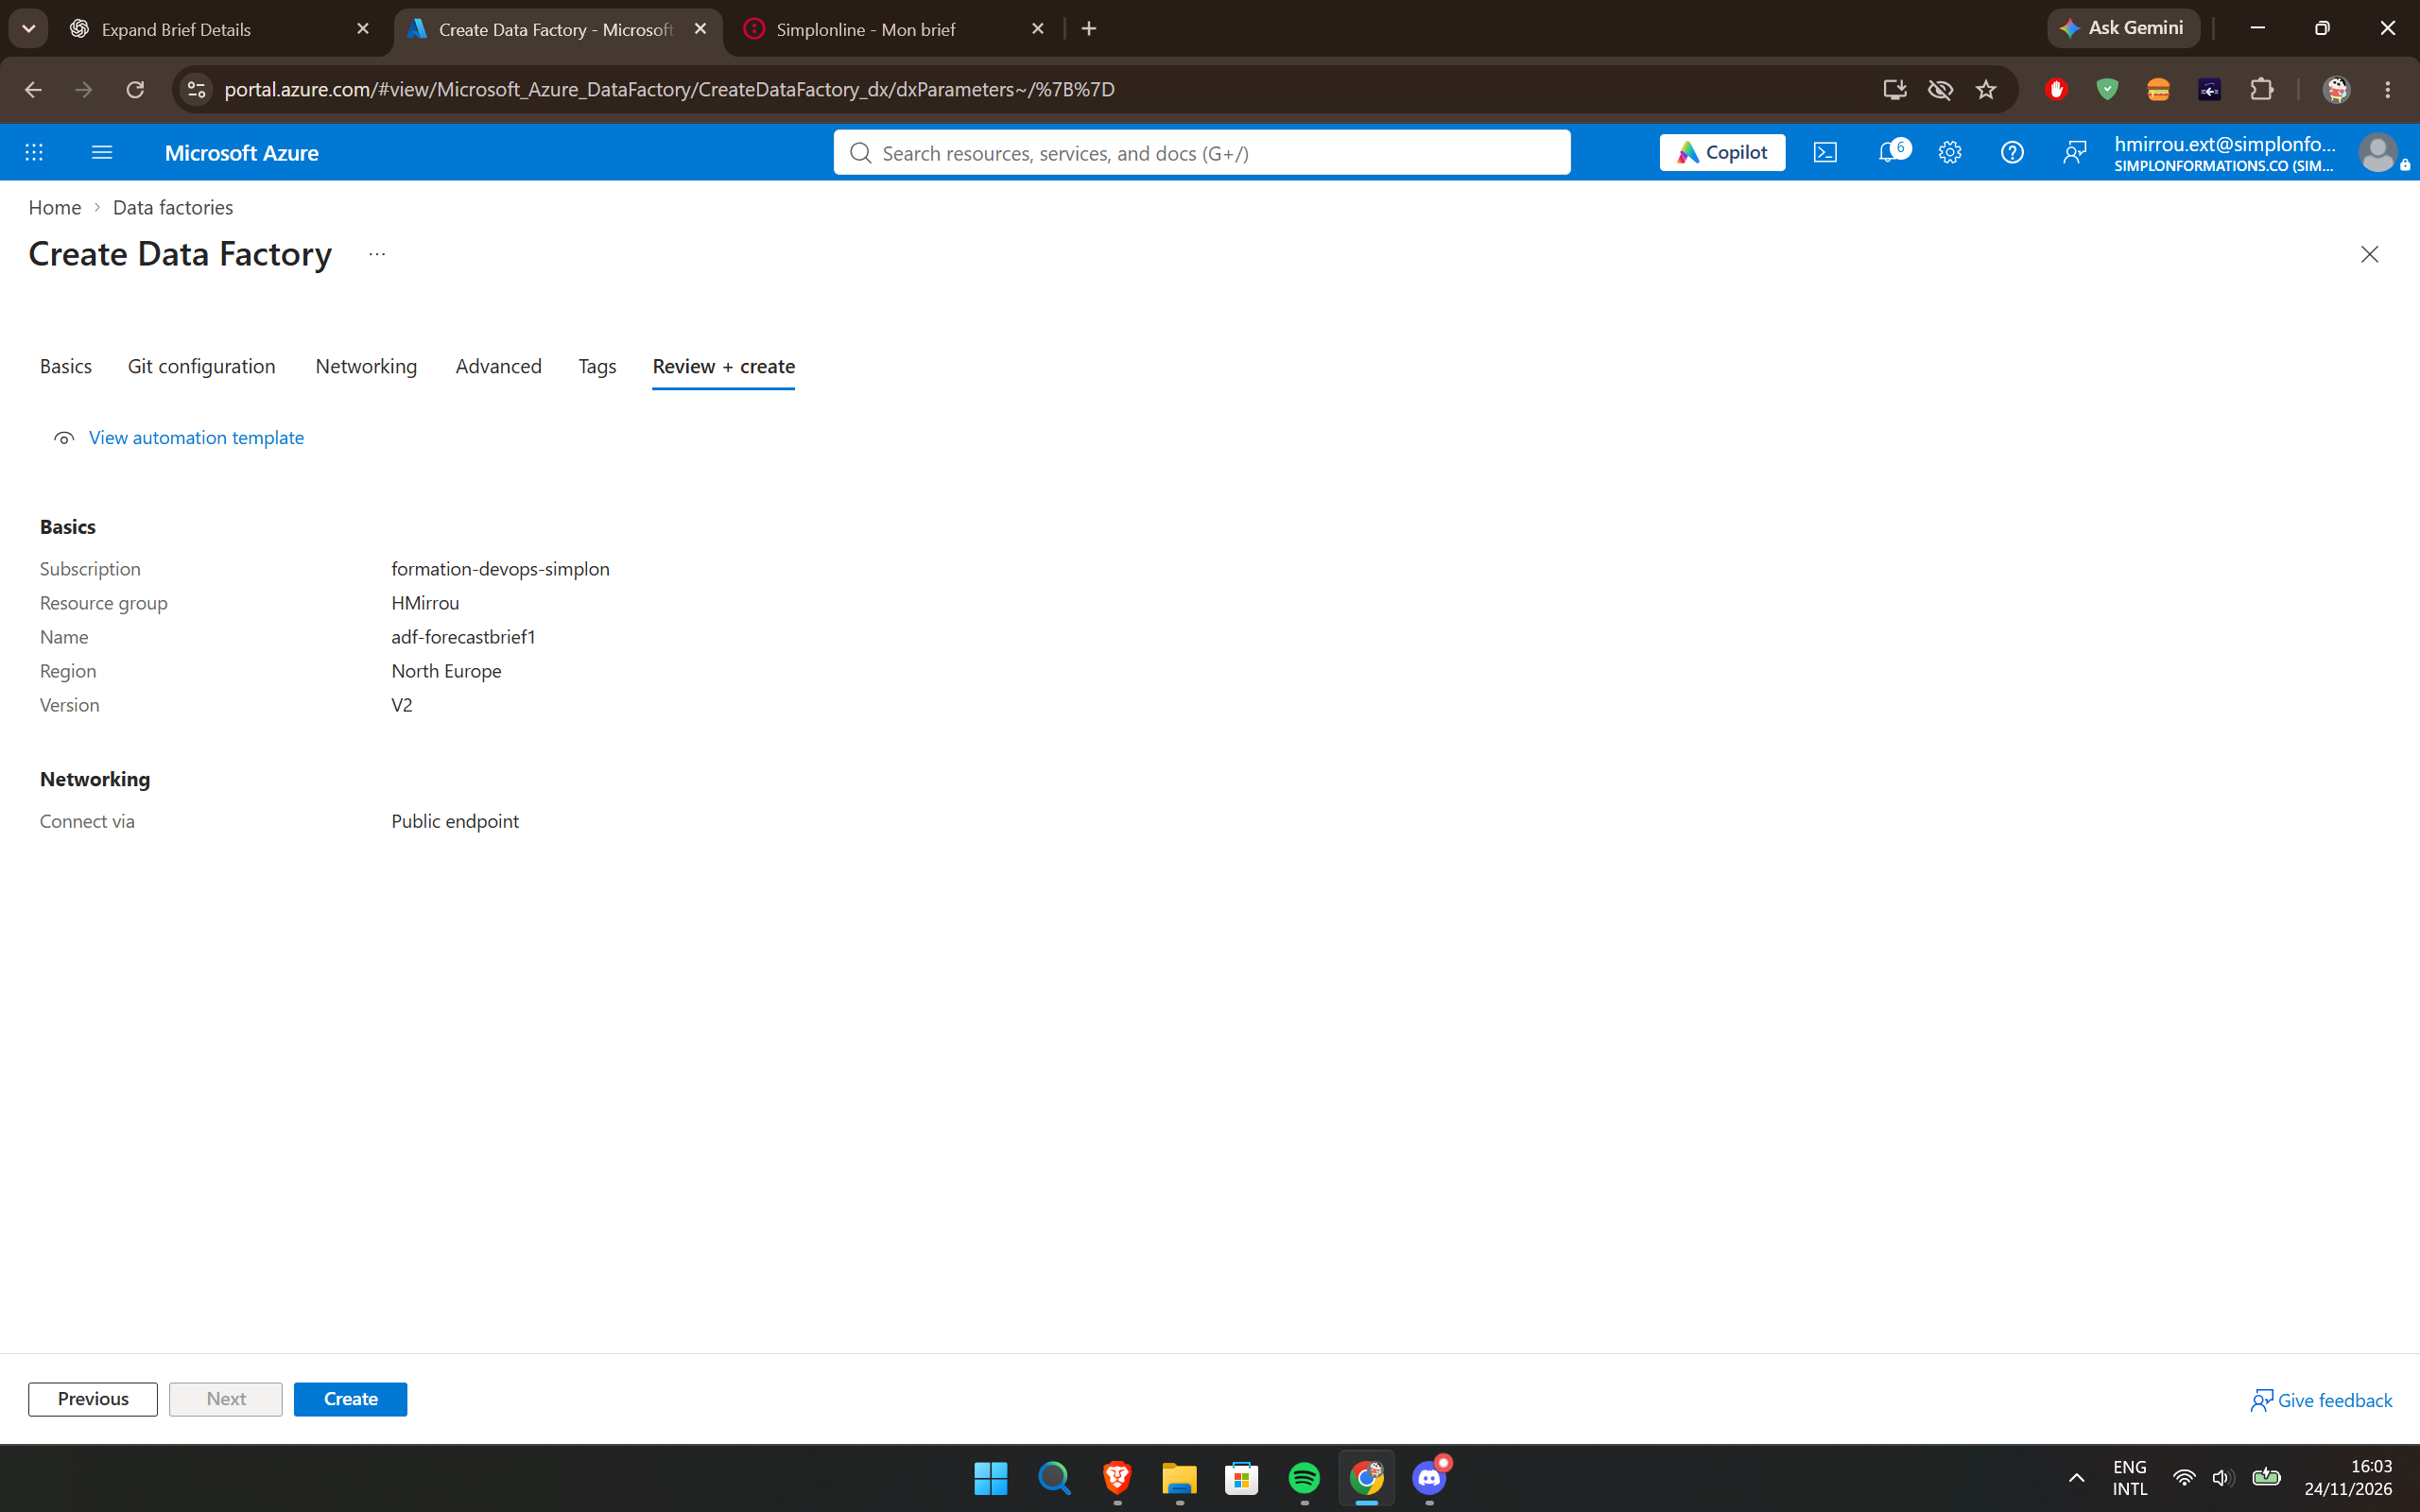 Expand Brief Details
Create Data Factory - Microsoft
Simplonline - Mon brief
Ask Gemini
portal.azure.com/#view/Microsoft_Azure_DataFactory/CreateDataFactory_dx/dxParameters~/%7B%7D
Microsoft Azure
Search resources, services, and docs (G+/)
Copilot
6
hmirrou.ext@simplonfo...
SIMPLONFORMATIONS.CO (SIM...
Home > Data factories
Create Data Factory ...
Basics Git configuration Networking Advanced Tags Review + create
View automation template
Basics
Subscription formation-devops-simplon
Resource group HMirrou
Name adf-forecastbrief1
Region North Europe
Version V2
Networking
Connect via Public endpoint
Previous Next Create
Give feedback
ENG
INTL
16:03
24/11/2026